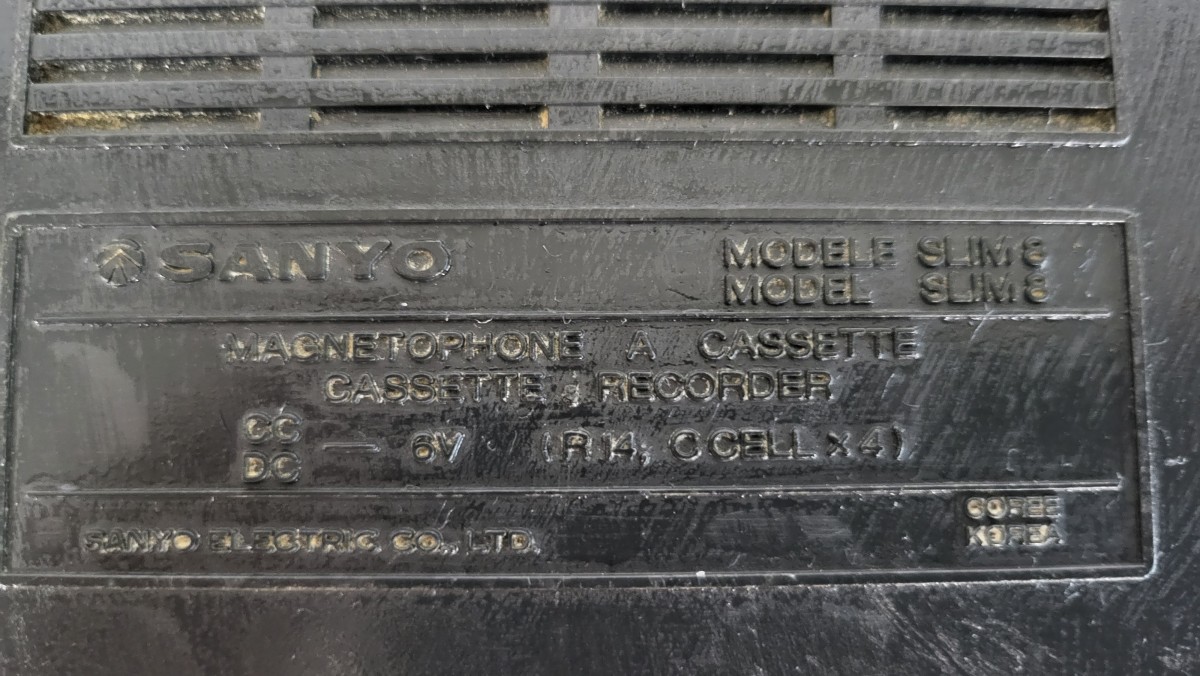 SANYO
MODELE SLIM 8
MODEL SLIM 8
MAGNETOPHONE A CASSETTE
CASSETTE RECORDER
CC
DC
6V (R14, C CELL x 4)
SANYO ELECTRIC CO., LTD.
COREE
KOREA